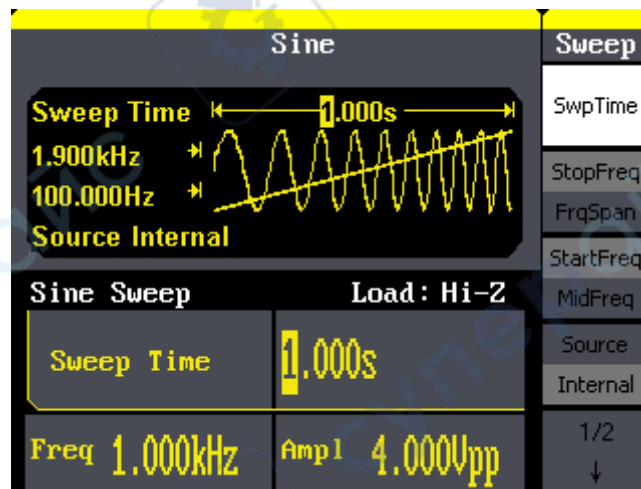 Sine
Sweep
Sweep Time 1.000s
SwpTime
1.900kHz
100.000Hz
StopFreq
FrqSpan
Source Internal
StartFreq
MidFreq
Sine Sweep Load: Hi-Z
Sweep Time 1.000s
Source
Internal
Freq 1.000kHz Ampl 4.000Vpp
1/2